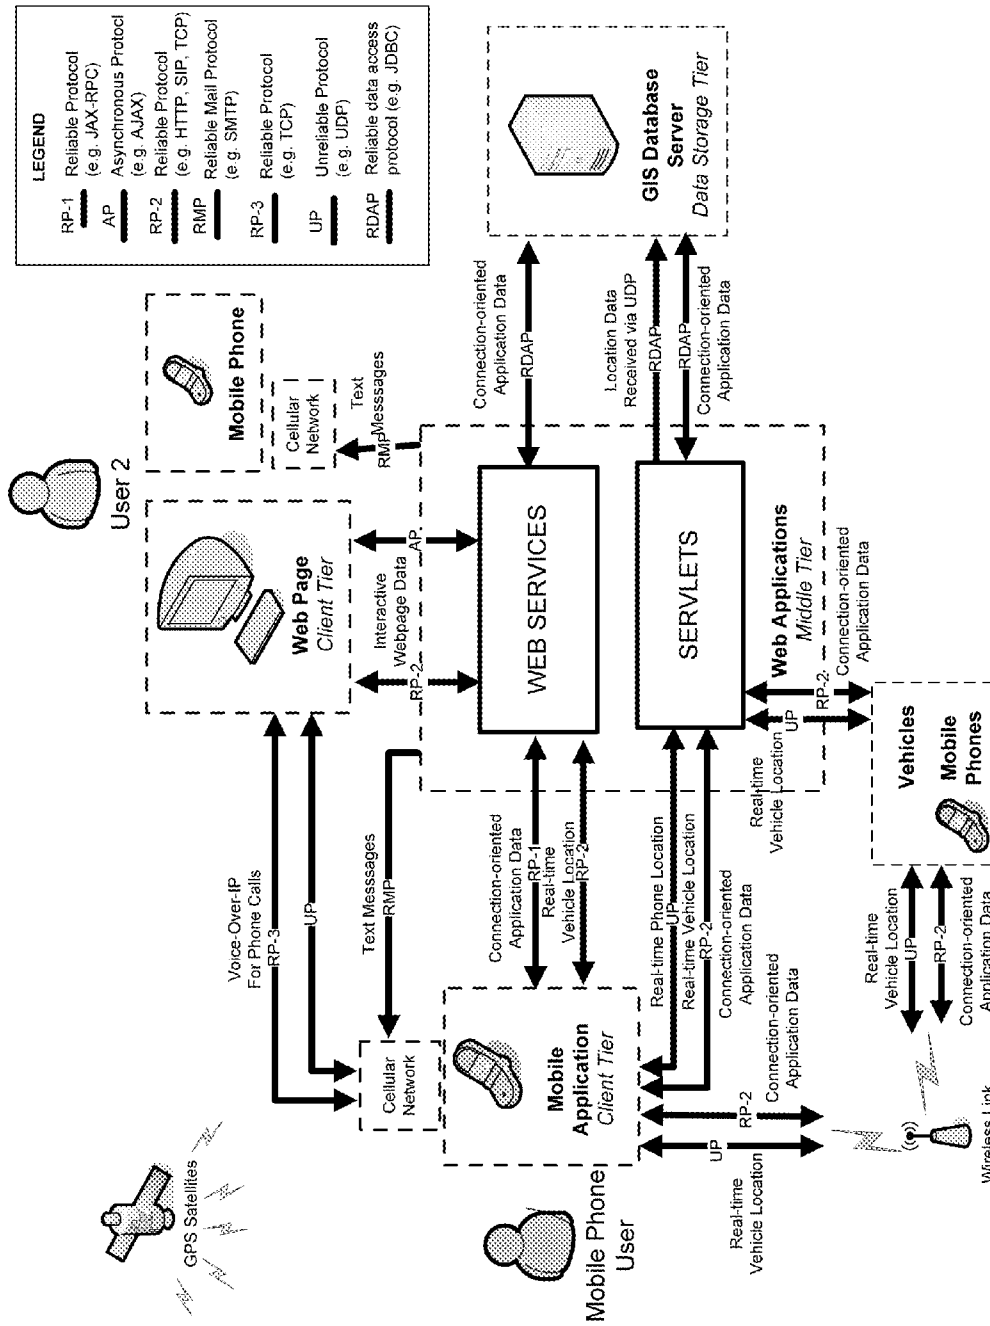 LEGEND
RP-1
Reliable Protocol
(e.g. JAX-RPC)
AP
Asynchronous Protocl
(e.g. AJAX)
RP-2
Reliable Protocol
(e.g. HTTP, SIP, TCP)
RMP
Reliable Mail Protocol
(e.g. SMTP)
RP-3
Reliable Protocol
(e.g. TCP)
UP
Unreliable Protocol
(e.g. UDP)
RDAP
Reliable data access
protocol (e.g. JDBC)
GPS Satellites
Voice-Over-IP
For Phone Calls
RP-3
UP
Text Messsages
RMP
Cellular
Network
User 2
Web Page
Client Tier
Mobile Phone
Cellular
Network
Text
Messsages
RMP
Interactive
Webpage Data
RP-2
AP
Mobile Phone
User
Mobile
Application
Client Tier
Connection-oriented
Application Data
RP-1
Real-time
Vehicle Location
RP-2
WEB SERVICES
Connection-oriented
Application Data
RDAP
GIS Database
Server
Data Storage Tier
Real-time Phone Location
UP
Real-time Vehicle Location
RP-2
Connection-oriented
Application Data
SERVLETS
Location Data
Received via UDP
RDAP
RDAP
Connection-oriented
Application Data
Web Applications
Middle Tier
Connection-oriented
Application Data
RP-2
UP
Real-time
Vehicle Location
Real-time
Vehicle Location
UP
RP-2
Connection-oriented
Application Data
Vehicles
Mobile
Phones
Real-time
Vehicle Location
UP
RP-2
Connection-oriented
Application Data
Wireless Link